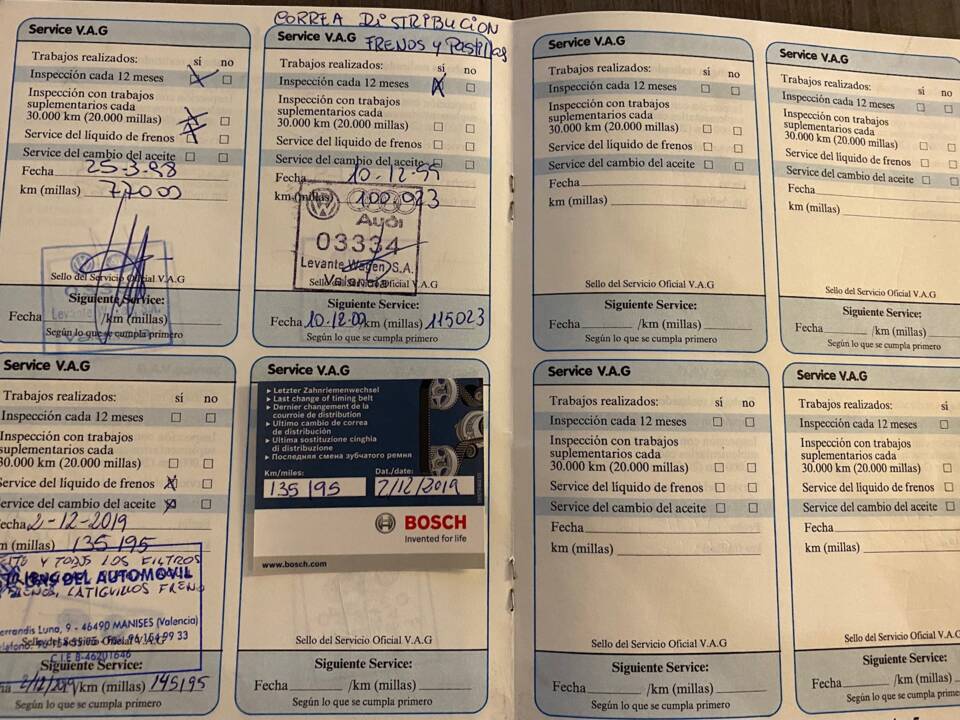 Service V.A.G
Trabajos realizados: si no
Inspección cada 12 meses
Inspección con trabajos
suplementarios cada
30.000 km (20.000 millas)
Service del líquido de frenos
Service del cambio del aceite
Fecha 25-3-98
km (millas) 77000
Sello del Servicio Oficial V.A.G
Siguiente Service:
Fecha /km (millas)
Según lo que se cumpla primero
CORREA DISTRIBUCION
FRENOS y Pastillas
Service V.A.G
Trabajos realizados: si no
Inspección cada 12 meses
Inspección con trabajos
suplementarios cada
30.000 km (20.000 millas)
Service del líquido de frenos
Service del cambio del aceite
Fecha 10-12-99
km (millas) 100.023
Audi
03334
Levante Wagen S.A.
Valencia
Sello del Servicio Oficial V.A.G
Siguiente Service:
Fecha 10-12-00 /km (millas) 115023
Según lo que se cumpla primero
Service V.A.G
Trabajos realizados: si no
Inspección cada 12 meses
Inspección con trabajos
suplementarios cada
30.000 km (20.000 millas)
Service del líquido de frenos
Service del cambio del aceite
Fecha
km (millas)
Sello del Servicio Oficial V.A.G
Siguiente Service:
Fecha /km (millas)
Según lo que se cumpla primero
Service V.A.G
Trabajos realizados: si no
Inspección cada 12 meses
Inspección con trabajos
suplementarios cada
30.000 km (20.000 millas)
Service del líquido de frenos
Service del cambio del aceite
Fecha
km (millas)
Sello del Servicio Oficial V.A.G
Siguiente Service:
Fecha /km (millas)
Según lo que se cumpla primero
Service V.A.G
Trabajos realizados: sí no
Inspección cada 12 meses
Inspección con trabajos
suplementarios cada
30.000 km (20.000 millas)
Service del líquido de frenos
Service del cambio del aceite
Fecha 2-12-2019
km (millas) 135195
Y TODOS LOS FILTROS
DEL AUTOMOVIL
LATIGUILLOS FRENO
Luna, 9 - 46490 MANISES (Valencia)
C.I.F. B-46201646
Siguiente Service:
2/12/2019 /km (millas) 145195
Según lo que se cumpla primero
Service V.A.G
▸ Letzter Zahnriemenwechsel
▸ Last change of timing belt
▸ Dernier changement de la
courroie de distribution
▸ Ultimo cambio de correa
de distribución
▸ Ultima sostituzione cinghia
di distribuzione
▸ Последняя смена зубчатого ремня
Km/miles: Dat./date:
135195 2/12/2019
BOSCH
Invented for life
www.bosch.com
Sello del Servicio Oficial V.A.G
Siguiente Service:
Fecha /km (millas)
Según lo que se cumpla primero
Service V.A.G
Trabajos realizados: sí no
Inspección cada 12 meses
Inspección con trabajos
suplementarios cada
30.000 km (20.000 millas)
Service del líquido de frenos
Service del cambio del aceite
Fecha
km (millas)
Sello del Servicio Oficial V.A.G
Siguiente Service:
Fecha /km (millas)
Según lo que se cumpla primero
Service V.A.G
Trabajos realizados: si
Inspección cada 12 meses
Inspección con trabajos
suplementarios cada
30.000 km (20.000 millas)
Service del líquido de frenos
Service del cambio del aceite
Fecha
km (millas)
Sello del Servicio Oficial V.A.G
Siguiente Service:
Fecha /km (millas)
Según lo que se cumpla primero